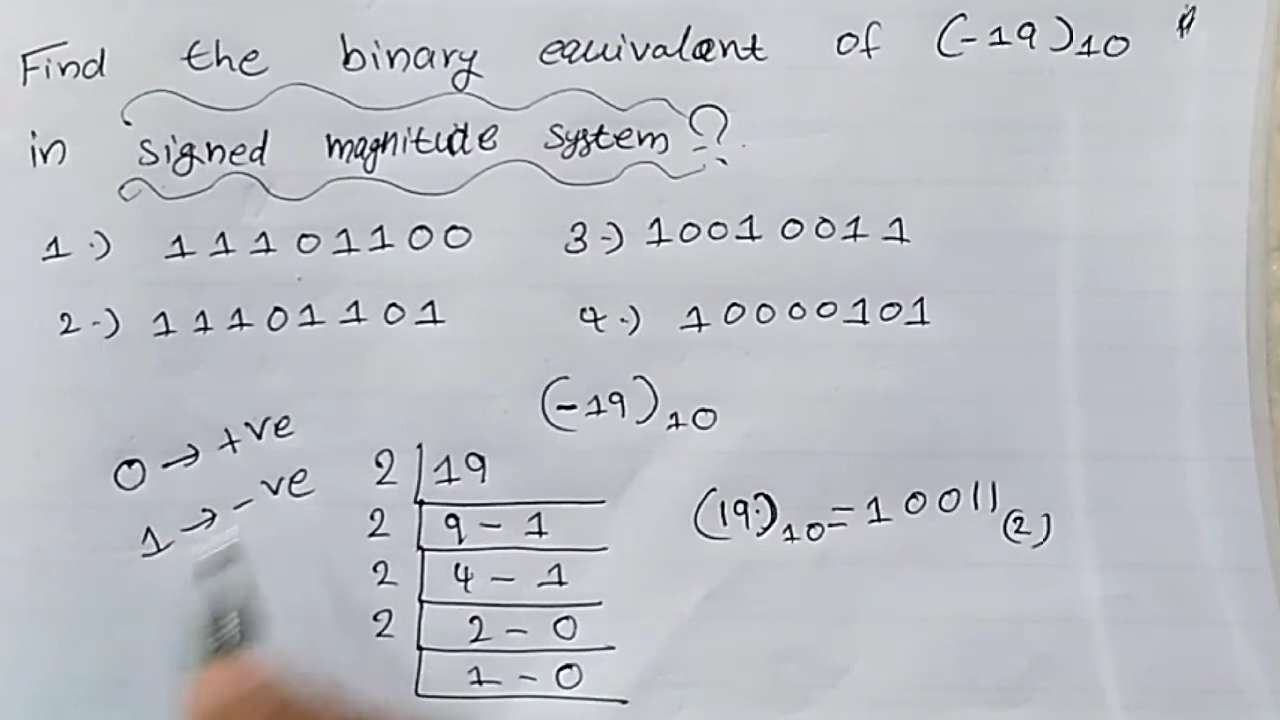 Find the binary equivalent of (-19)10
in signed magnitude system?
1.) 11101100
3.) 10010011
2.) 11101101
4.) 10000101
(-19)10
0 → +ve
1 → -ve
2 19
2 9 - 1
2 4 - 1
2 2 - 0
1 - 0
(19)10 = 10011(2)